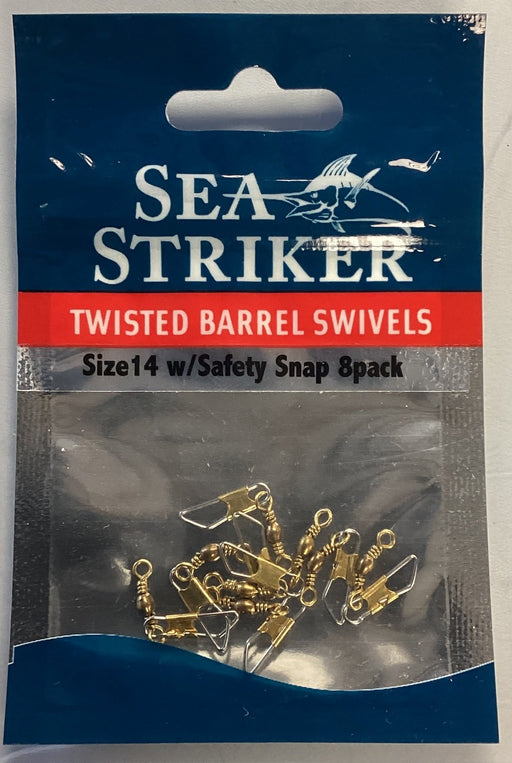 SEA
STRIKER
TWISTED BARREL SWIVELS
Size14 w/Safety Snap 8pack